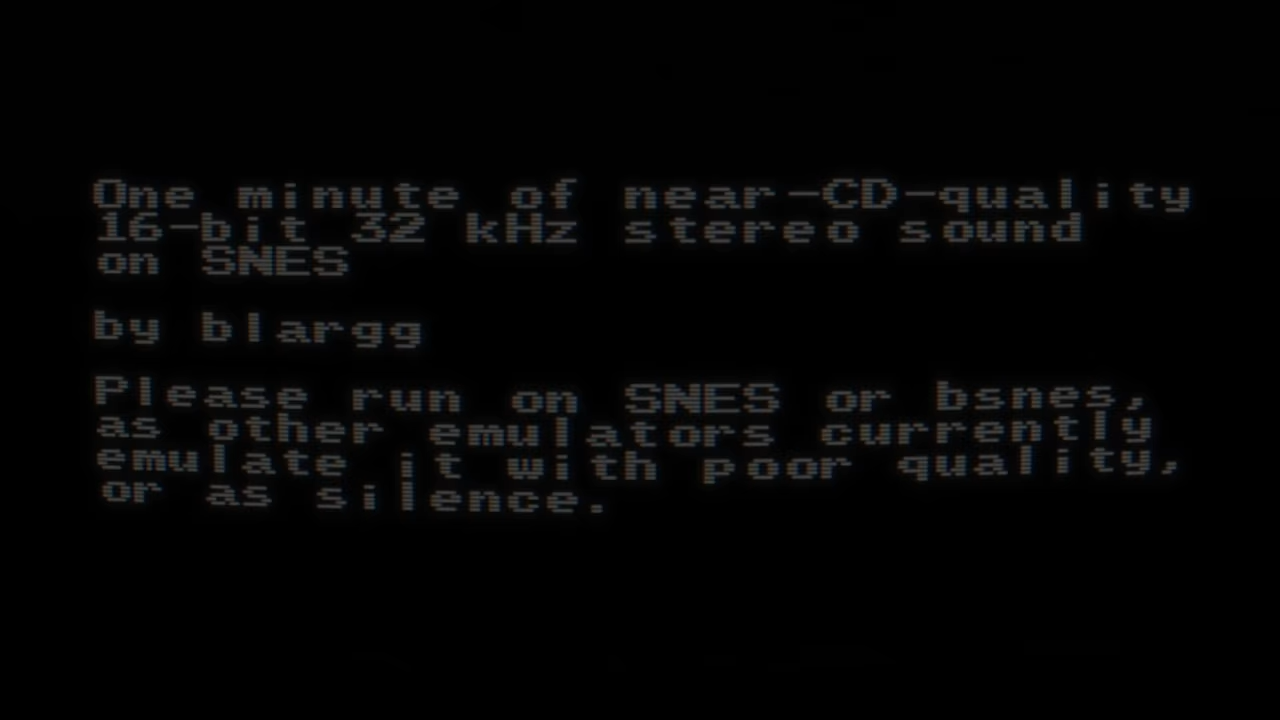 One minute of near-CD-quality
16-bit 32 kHz stereo sound
on SNES
by blargg
Please run on SNES or bsnes,
as other emulators currently
emulate it with poor quality,
or as silence.